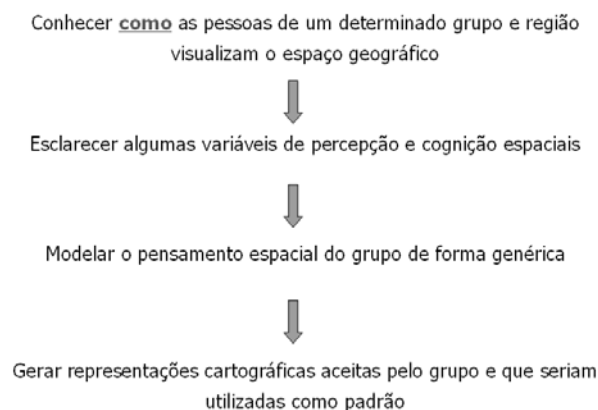 Conhecer como as pessoas de um determinado grupo e região
visualizam o espaço geográfico
Esclarecer algumas variáveis de percepção e cognição espaciais
Modelar o pensamento espacial do grupo de forma genérica
Gerar representações cartográficas aceitas pelo grupo e que seriam
utilizadas como padrão